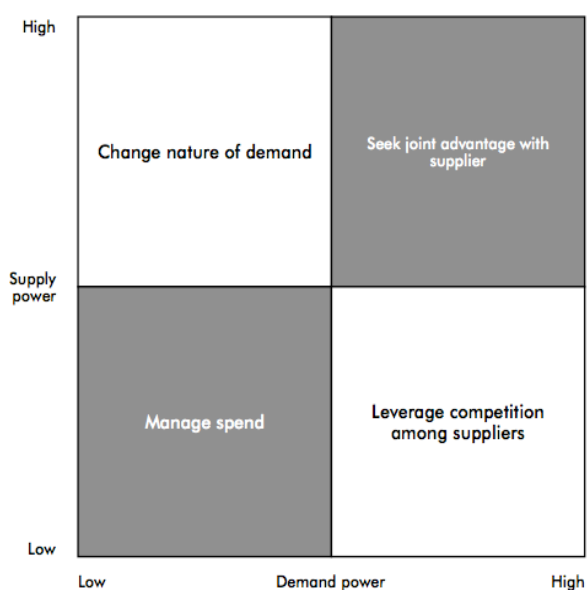 High
Change nature of demand
Seek joint advantage with
supplier
Supply
power
Manage spend
Leverage competition
among suppliers
Low
Low
Demand power
High